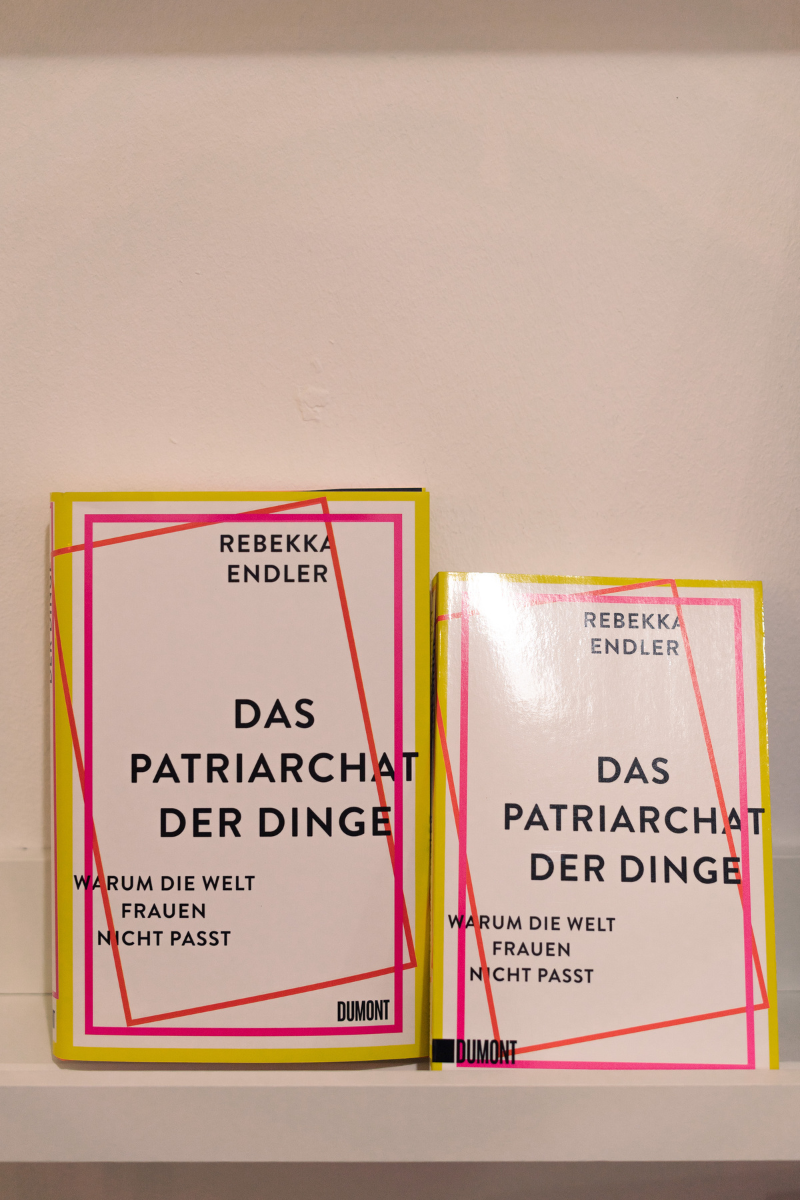 REBEKKA
ENDLER
DAS
PATRIARCHAT
DER DINGE
WARUM DIE WELT
FRAUEN
NICHT PASST
DUMONT
REBEKKA
ENDLER
DAS
PATRIARCHAT
DER DINGE
WARUM DIE WELT
FRAUEN
NICHT PASST
DUMONT